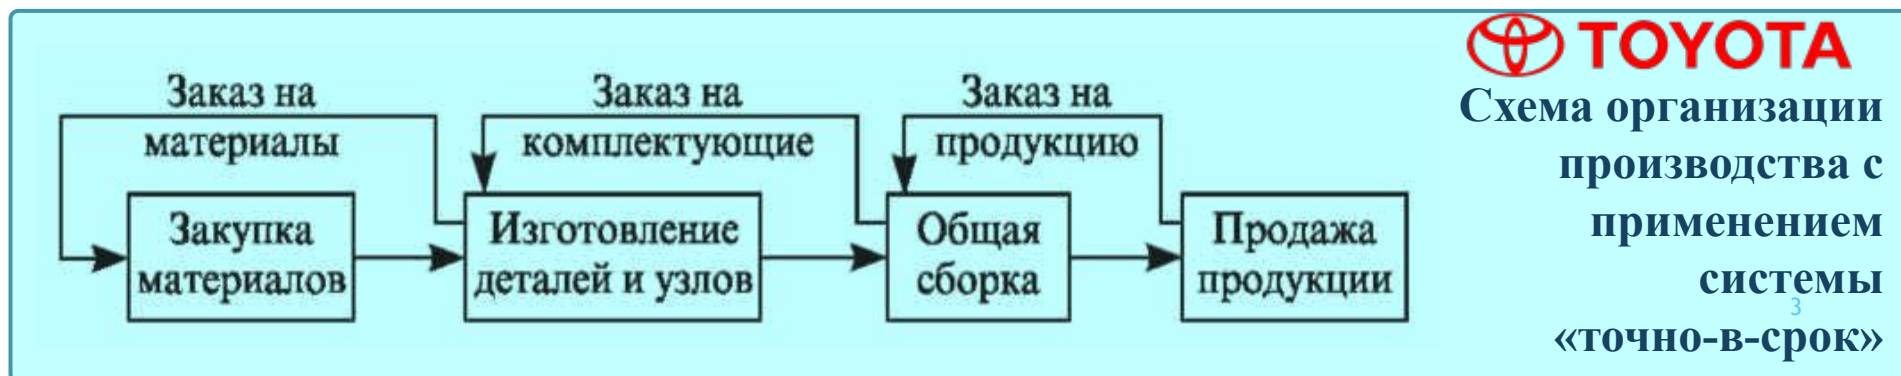 Заказ на
материалы
Заказ на
комплектующие
Заказ на
продукцию
Закупка
материалов
Изготовление
деталей и узлов
Общая
сборка
Продажа
продукции
TOYOTA
Схема организации
производства с
применением
системы
3
«точно-в-срок»